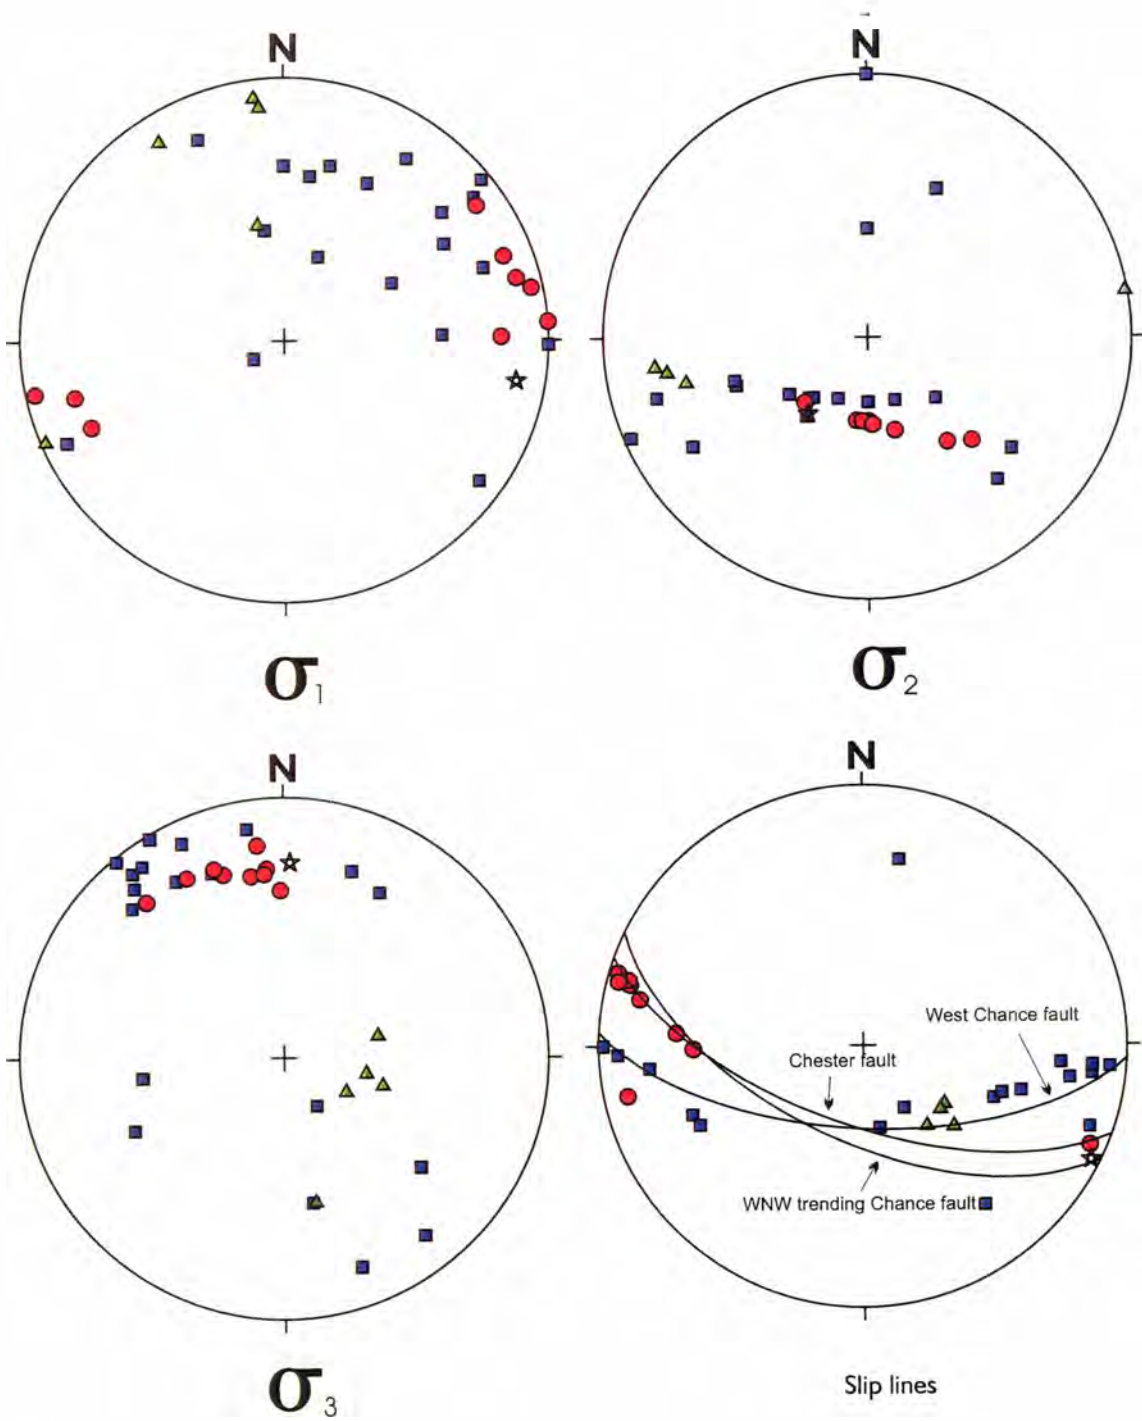 N
N
σ1
σ2
N
N
West Chance fault
Chester fault
WNW trending Chance fault
σ3
Slip lines